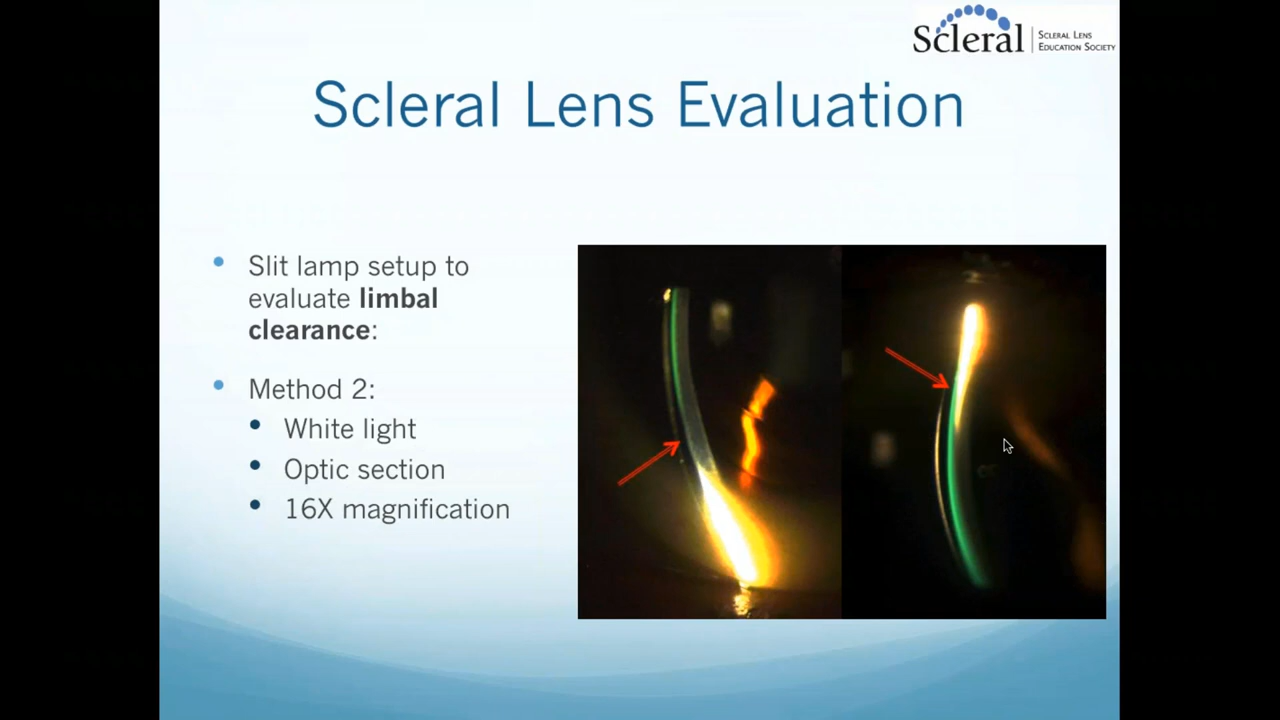 Scleral
SCLERAL LENS
EDUCATION SOCIETY
Scleral Lens Evaluation
Slit lamp setup to
evaluate limbal
clearance:
Method 2:
White light
Optic section
16X magnification